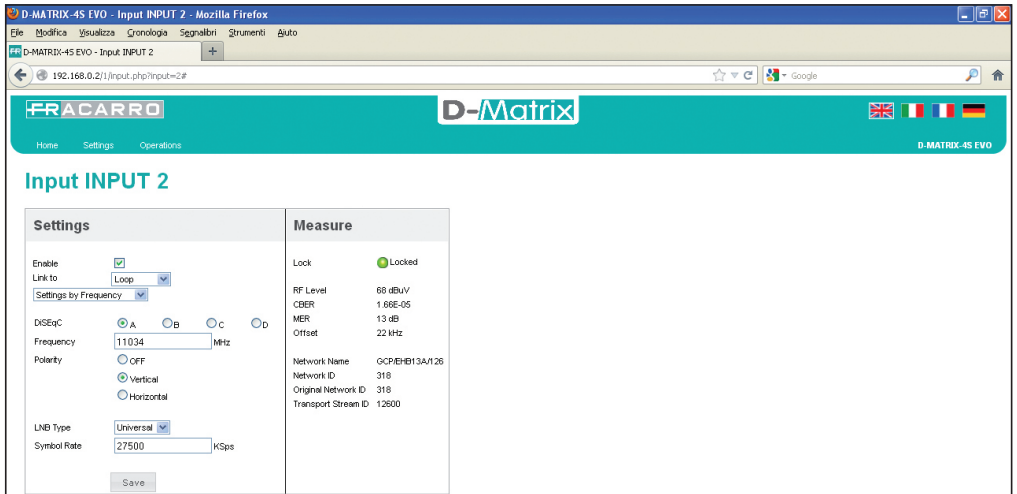 D-MATRIX-4S EVO - Input INPUT 2 - Mozilla Firefox
File Modifica Visualizza Cronologia Segnalibri Strumenti Aiuto
FR D-MATRIX-4S EVO - Input INPUT 2 +
192.168.0.2/1/input.php?input=2# Google
FRACARRO D-Matrix
Home Settings Operations D-MATRIX-4S EVO
Input INPUT 2
Settings
Enable
Link to Loop
Settings by Frequency
DiSEqC A B C D
Frequency 11034 MHz
Polarity OFF
Vertical
Horizontal
LNB Type Universal
Symbol Rate 27500 KSps
Save
Measure
Lock Locked
RF Level 68 dBuV
CBER 1.66E-05
MER 13 dB
Offset 22 kHz
Network Name GCP/EHB13A/126
Network ID 318
Original Network ID 318
Transport Stream ID 12600